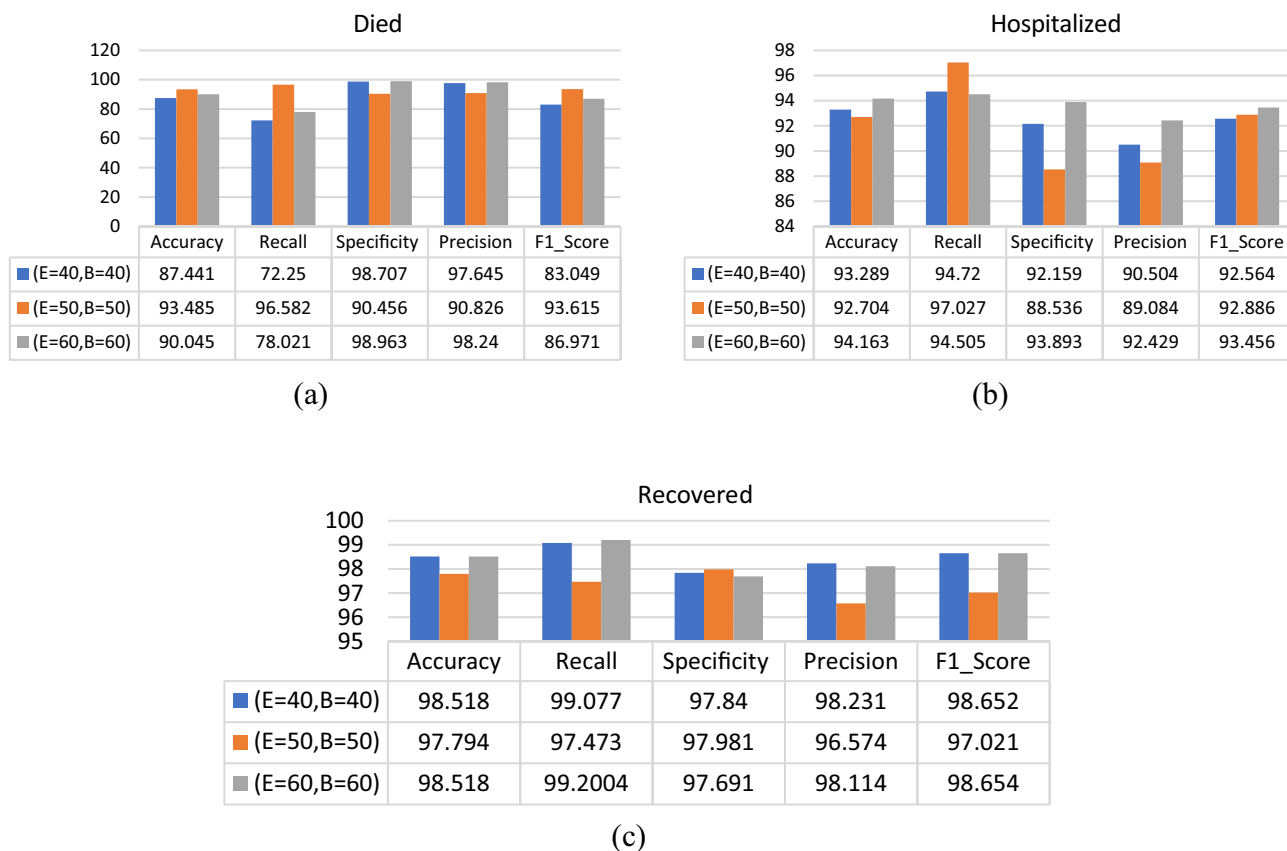 Died
120
100
80
60
40
20
0
Accuracy Recall Specificity Precision F1_Score
(E=40,B=40) 87.441 72.25 98.707 97.645 83.049
(E=50,B=50) 93.485 96.582 90.456 90.826 93.615
(E=60,B=60) 90.045 78.021 98.963 98.24 86.971
(a)
Hospitalized
98
96
94
92
90
88
86
84
Accuracy Recall Specificity Precision F1_Score
(E=40,B=40) 93.289 94.72 92.159 90.504 92.564
(E=50,B=50) 92.704 97.027 88.536 89.084 92.886
(E=60,B=60) 94.163 94.505 93.893 92.429 93.456
(b)
Recovered
100
99
98
97
96
95
Accuracy Recall Specificity Precision F1_Score
(E=40,B=40) 98.518 99.077 97.84 98.231 98.652
(E=50,B=50) 97.794 97.473 97.981 96.574 97.021
(E=60,B=60) 98.518 99.2004 97.691 98.114 98.654
(c)